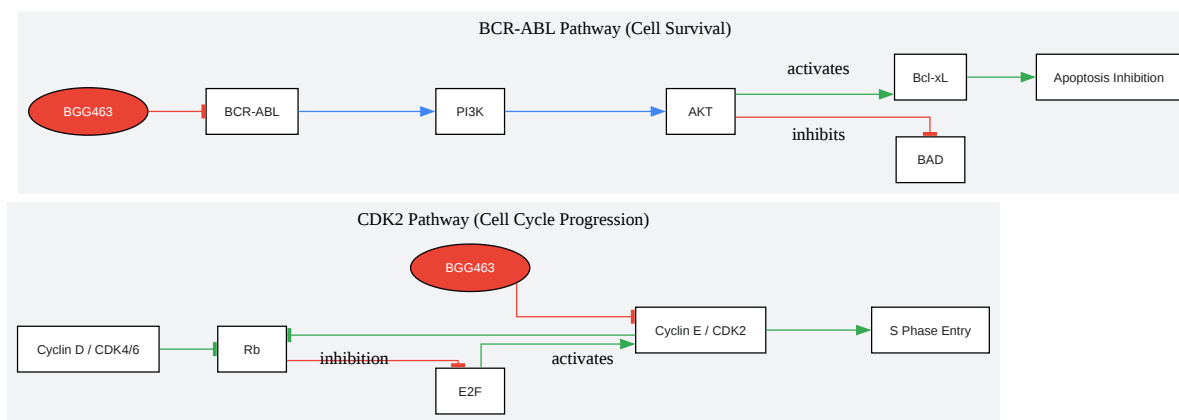 BCR-ABL Pathway (Cell Survival)
BGG463
BCR-ABL
PI3K
AKT
activates
inhibits
Bcl-xL
BAD
Apoptosis Inhibition
CDK2 Pathway (Cell Cycle Progression)
BGG463
Cyclin D / CDK4/6
Rb
inhibition
E2F
activates
Cyclin E / CDK2
S Phase Entry